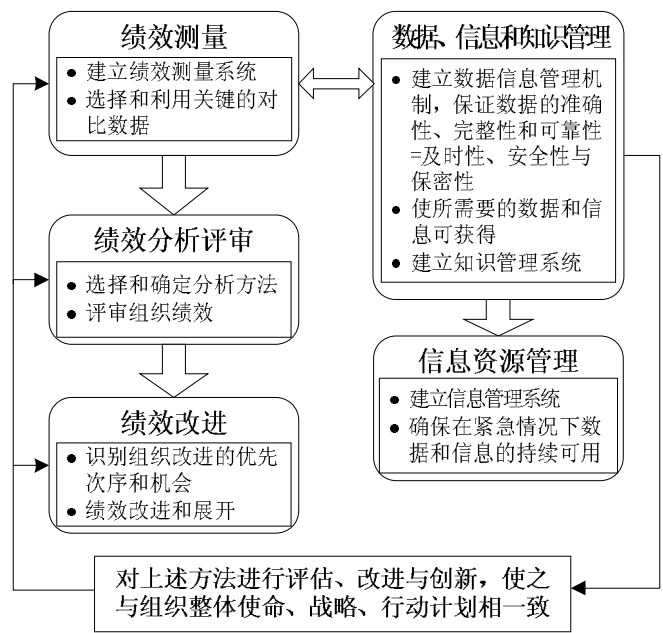 绩效测量
● 建立绩效测量系统
● 选择和利用关键的对
比数据
数据、信息和知识管理
● 建立数据信息管理机
制，保证数据的准确
性、完整性和可靠性
=及时性、安全性与
保密性
● 使所需要的数据和信
息可获得
● 建立知识管理系统
绩效分析评审
● 选择和确定分析方法
● 评审组织绩效
信息资源管理
● 建立信息管理系统
● 确保在紧急情况下数
据和信息的持续可用
绩效改进
● 识别组织改进的优先
次序和机会
● 绩效改进和展开
对上述方法进行评估、改进与创新，使之
与组织整体使命、战略、行动计划相一致